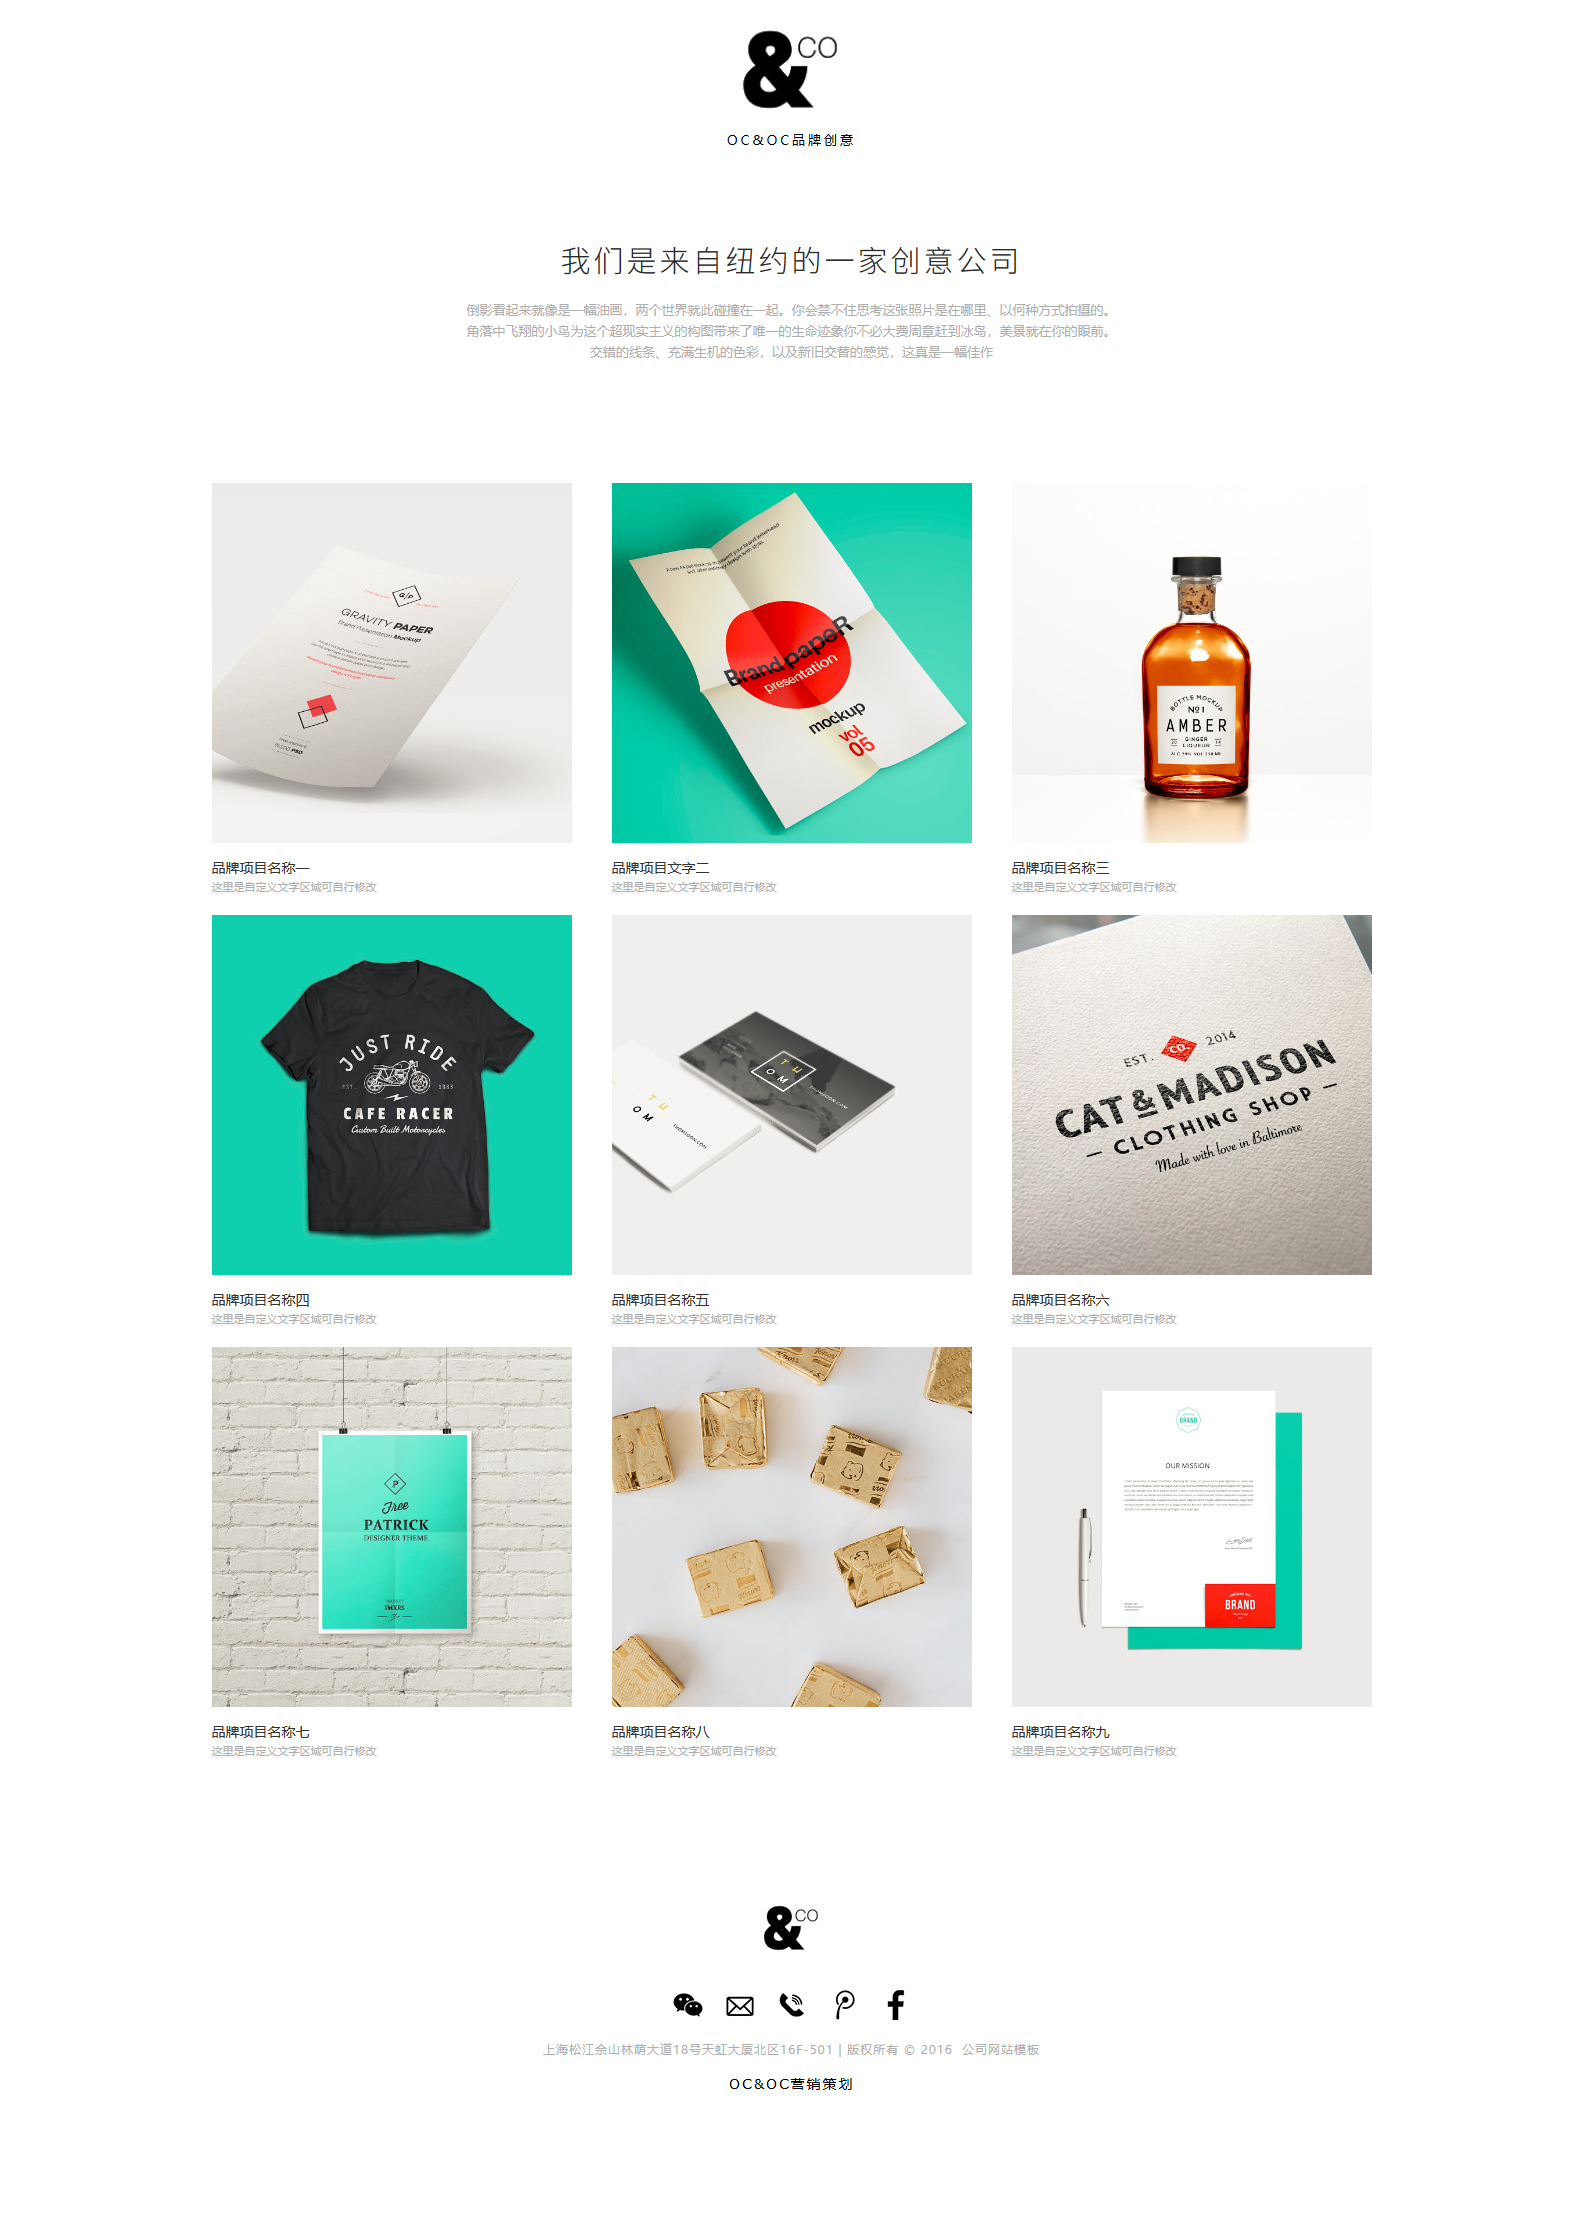 &CO
OC&OC品牌创意
我们是来自纽约的一家创意公司
倒影看起来就像是一幅油画，两个世界就此碰撞在一起。你会禁不住思考这张照片是在哪里、以何种方式拍摄的。
角落中飞翔的小鸟为这个超现实主义的构图带来了唯一的生命迹象你不必大费周章赶到冰岛，美景就在你的眼前。
交错的线条、充满生机的色彩，以及新旧交替的感觉，这真是一幅佳作
GRAVITY PAPER
Brand Presentation Mockup
Brand papeR
presentation
mockup
vol
05
BOTTLE MOCKUP
Nº1
AMBER
GINGER
LIQUEUR
品牌项目名称一
品牌项目文字二
品牌项目名称三
这里是自定义文字区域可自行修改
这里是自定义文字区域可自行修改
这里是自定义文字区域可自行修改
JUST RIDE
EST. 1983
CAFE RACER
Custom Built Motorcycles
T U
O M
THUMOON.COM
T U
O M
THUMOON.COM
EST. CO. 2014
CAT&MADISON
— CLOTHING SHOP —
Made with love in Baltimore
品牌项目名称四
品牌项目名称五
品牌项目名称六
这里是自定义文字区域可自行修改
这里是自定义文字区域可自行修改
这里是自定义文字区域可自行修改
P
Free
PATRICK
DESIGNER THEME
BRAND
OUR MISSION
BRAND
品牌项目名称七
品牌项目名称八
品牌项目名称九
这里是自定义文字区域可自行修改
这里是自定义文字区域可自行修改
这里是自定义文字区域可自行修改
&CO
上海松江佘山林荫大道18号天虹大厦北区16F-501 | 版权所有 © 2016 公司网站模板
OC&OC营销策划